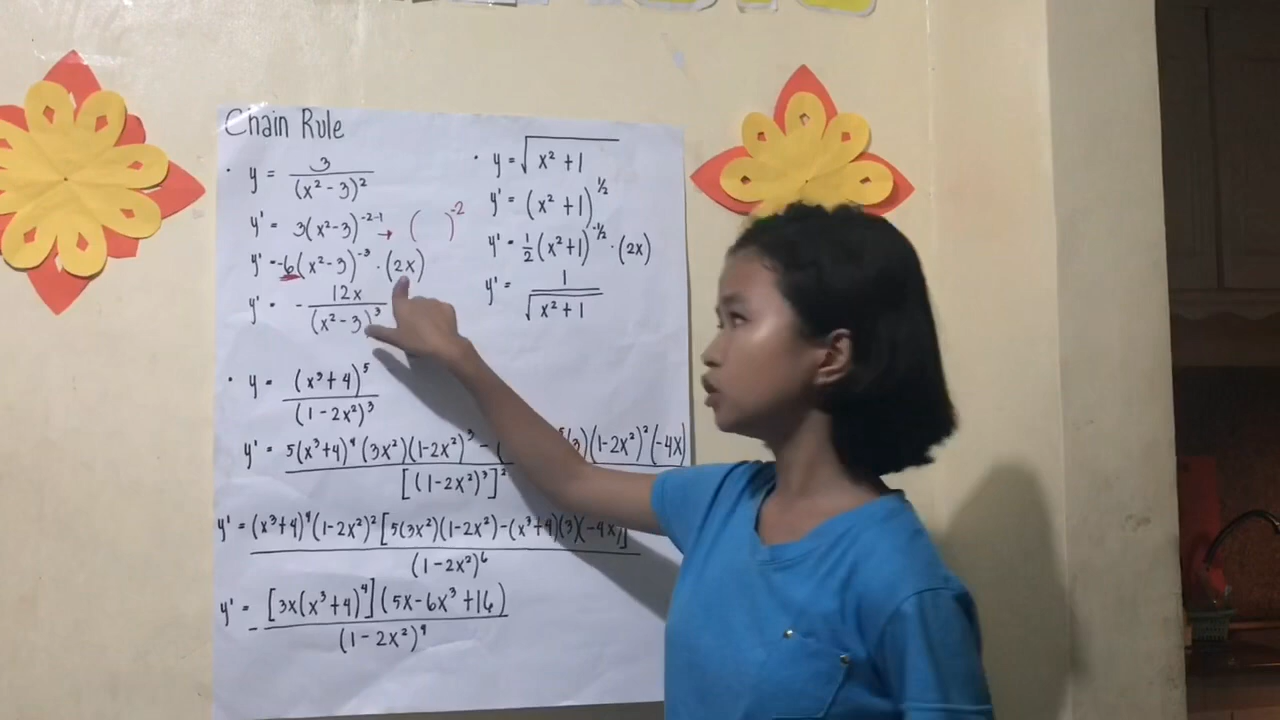 Chain Rule
· y = 3/(x² - 3)²
y' = 3(x²-3)⁻²⁻¹ → ( )⁻²
y' = -6(x²-3)⁻³ · (2x)
y' = - 12x/(x²-3)³
· y = √(x² + 1)
y' = (x² + 1)^½
y' = ½(x²+1)^-½ · (2x)
y' = 1/√(x² + 1)
· y = (x³+4)⁵/(1-2x²)³
y' = 5(x³+4)⁴(3x²)(1-2x²)³ - ( ⁵(3)(1-2x²)²(-4x)/[(1-2x²)³]²
y' = (x³+4)⁴(1-2x²)²[5(3x²)(1-2x²)-(x³+4)(3)(-4x)]/(1-2x²)⁶
y' = - [3x(x³+4)⁴](5x-6x³+16)/(1-2x²)⁴